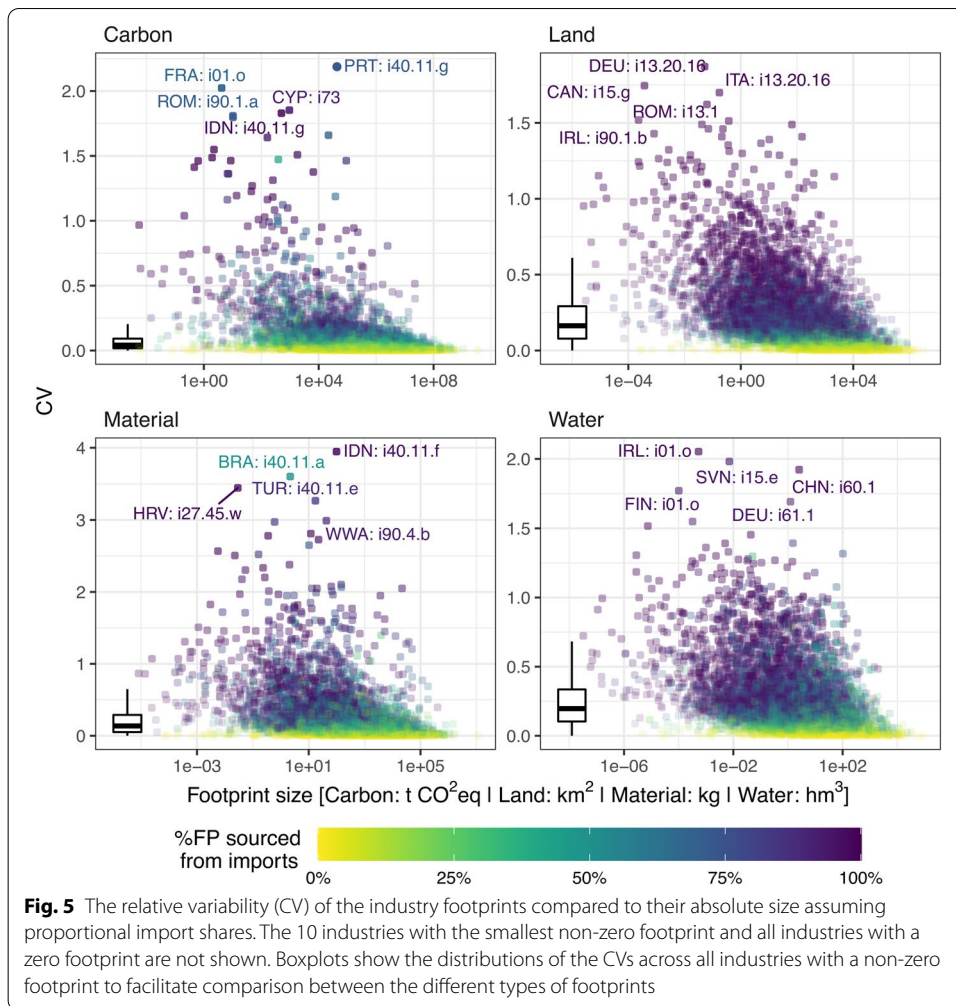 Carbon
Land
PRT: i40.11.g
FRA: i01.o
ROM: i90.1.a
CYP: i73
IDN: i40.11.g
2.0
1.5
1.0
0.5
0.0
1e+00
1e+04
1e+08
DEU: i13.20.16
ITA: i13.20.16
CAN: i15.g
ROM: i13.1
IRL: i90.1.b
1.5
1.0
0.5
0.0
1e−04
1e+00
1e+04
CV
Material
Water
IDN: i40.11.f
BRA: i40.11.a
TUR: i40.11.e
HRV: i27.45.w
WWA: i90.4.b
4
3
2
1
0
1e−03
1e+01
1e+05
IRL: i01.o
SVN: i15.e
CHN: i60.1
FIN: i01.o
DEU: i61.1
2.0
1.5
1.0
0.5
0.0
1e−06
1e−02
1e+02
Footprint size [Carbon: t CO²eq | Land: km² | Material: kg | Water: hm³]
%FP sourced
from imports
0% 25% 50% 75% 100%
Fig. 5 The relative variability (CV) of the industry footprints compared to their absolute size assuming
proportional import shares. The 10 industries with the smallest non-zero footprint and all industries with a
zero footprint are not shown. Boxplots show the distributions of the CVs across all industries with a non-zero
footprint to facilitate comparison between the different types of footprints